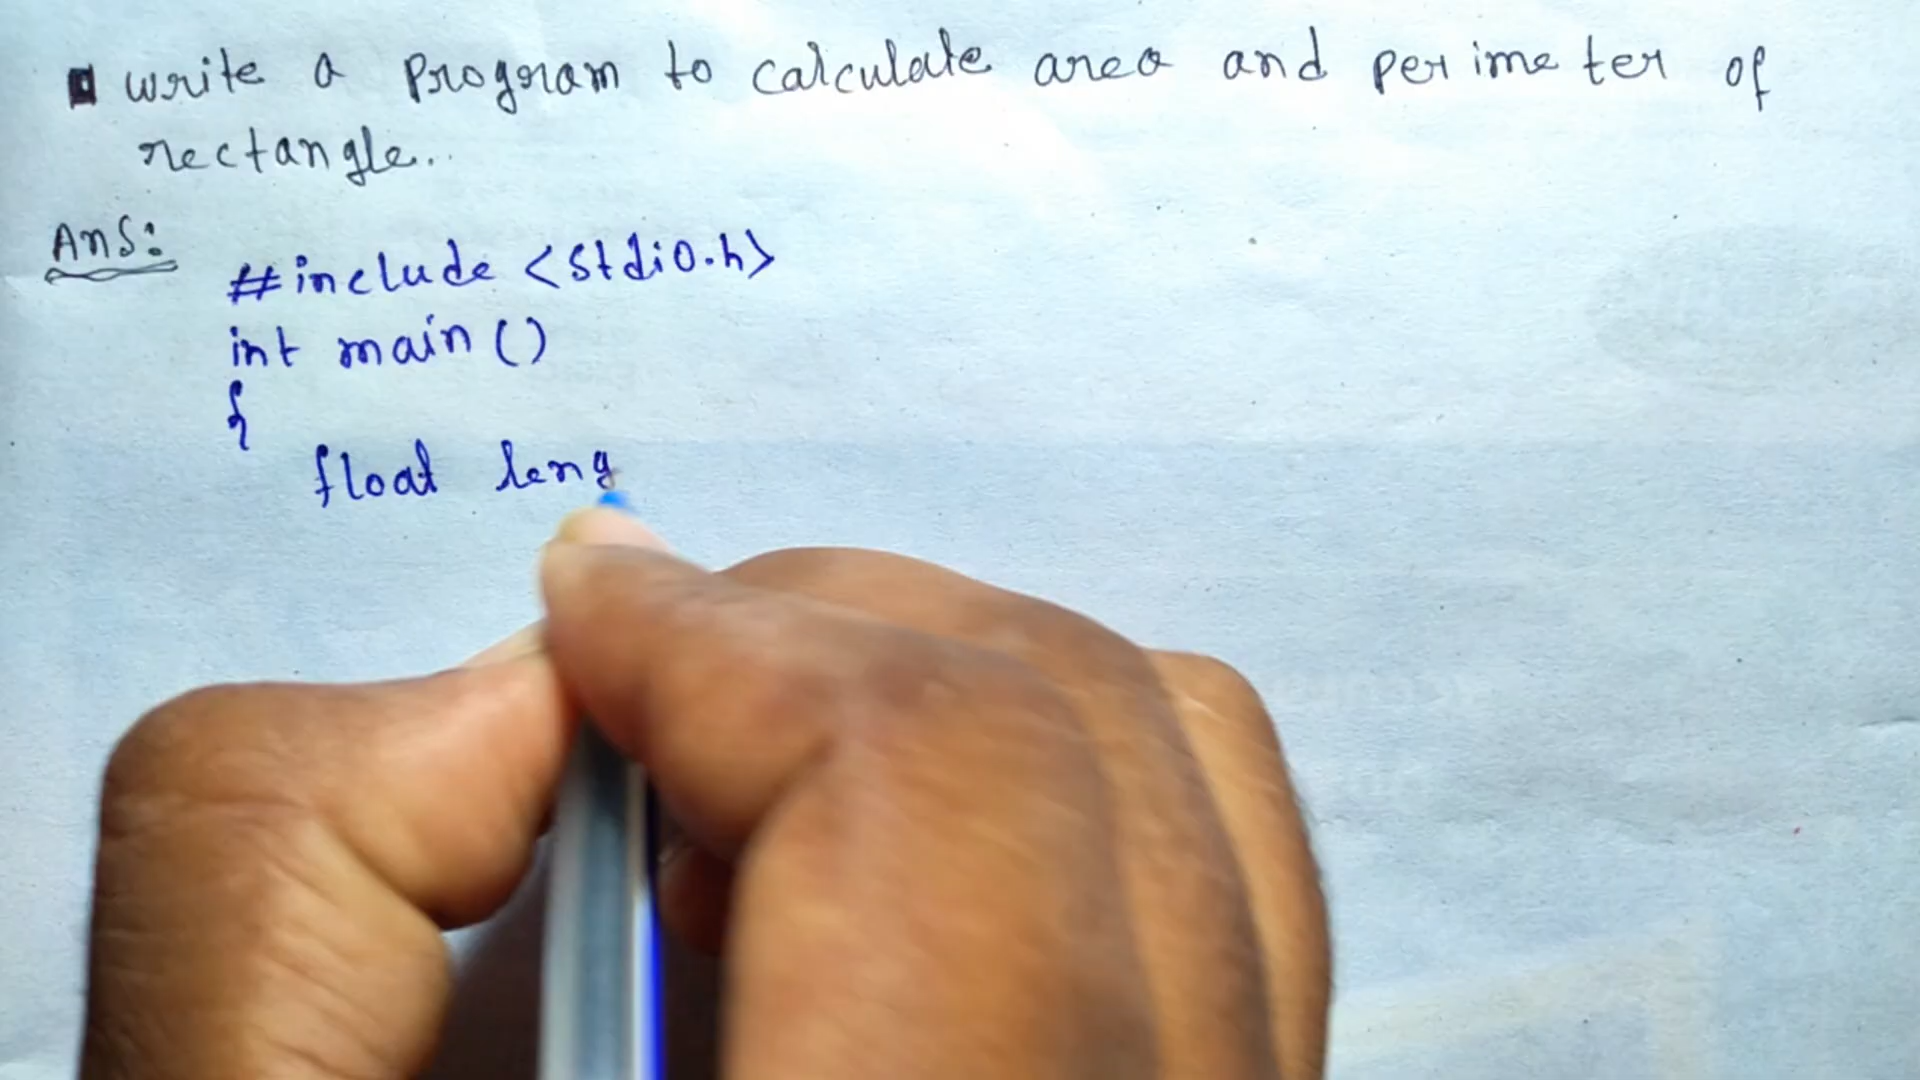 write a program to calculate area and perimeter of
rectangle..
Ans:
#include <stdio.h>
int main()
{
float leng